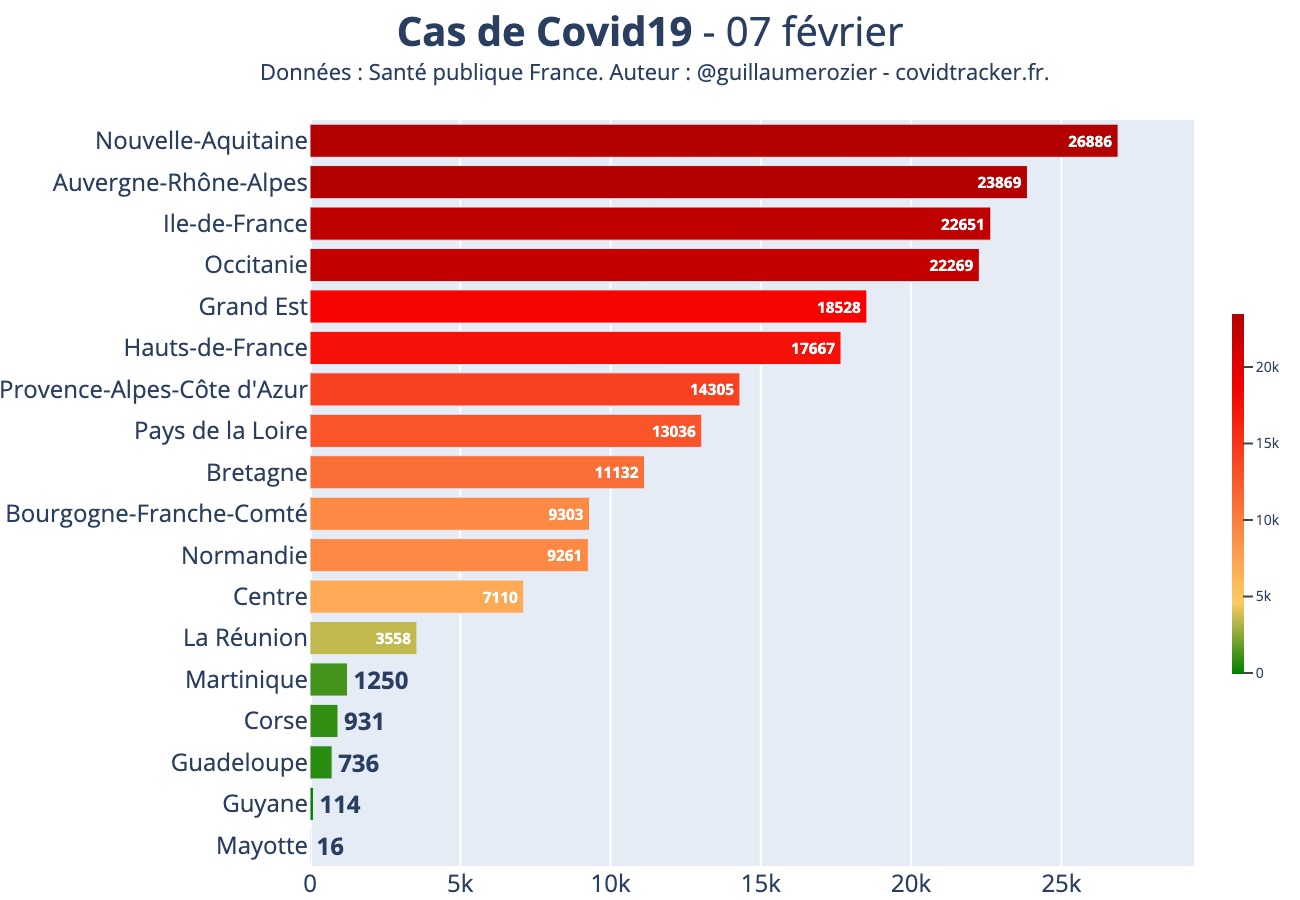 Cas de Covid19 - 07 février
Données : Santé publique France. Auteur : @guillaumerozier - covidtracker.fr.
Nouvelle-Aquitaine 26886
Auvergne-Rhône-Alpes 23869
Ile-de-France 22651
Occitanie 22269
Grand Est 18528
Hauts-de-France 17667
Provence-Alpes-Côte d'Azur 14305
Pays de la Loire 13036
Bretagne 11132
Bourgogne-Franche-Comté 9303
Normandie 9261
Centre 7110
La Réunion 3558
Martinique 1250
Corse 931
Guadeloupe 736
Guyane 114
Mayotte 16
0 5k 10k 15k 20k 25k
20k
15k
10k
5k
0